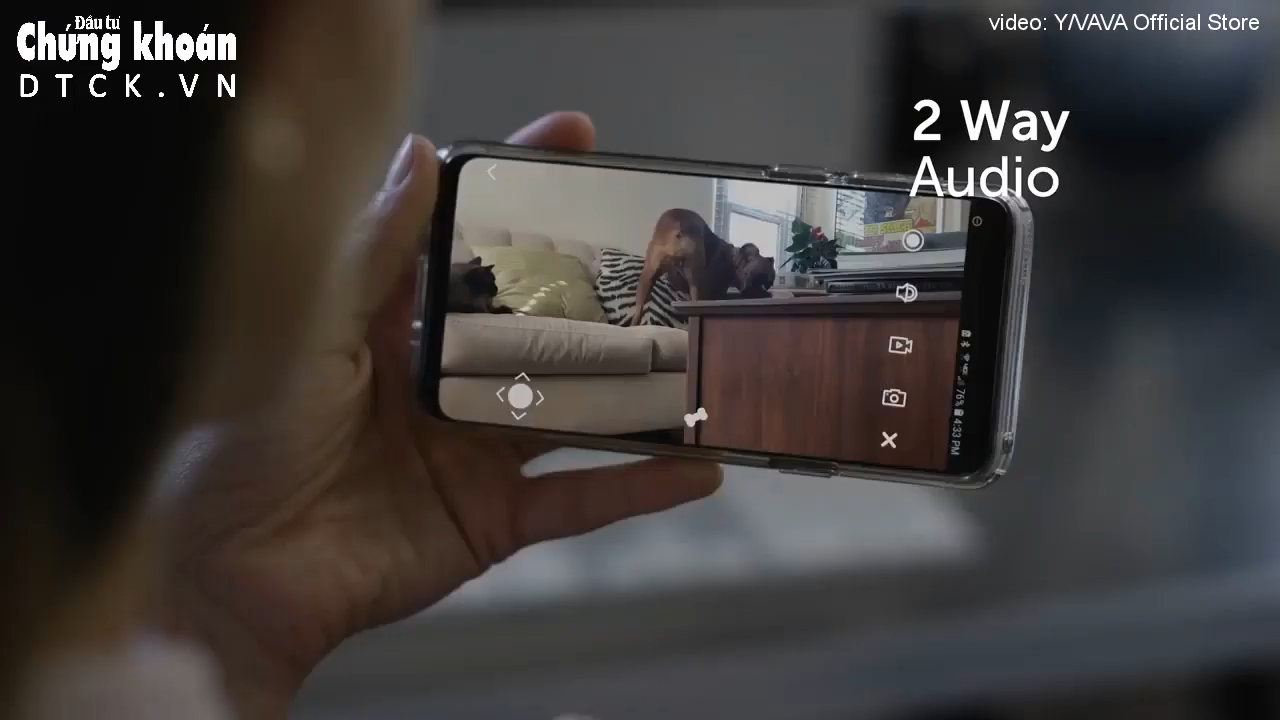 Đầu tư
Chứng khoán
DTCK.VN
video: Y/VAVA Official Store
2 Way
Audio
76% 4:33 PM